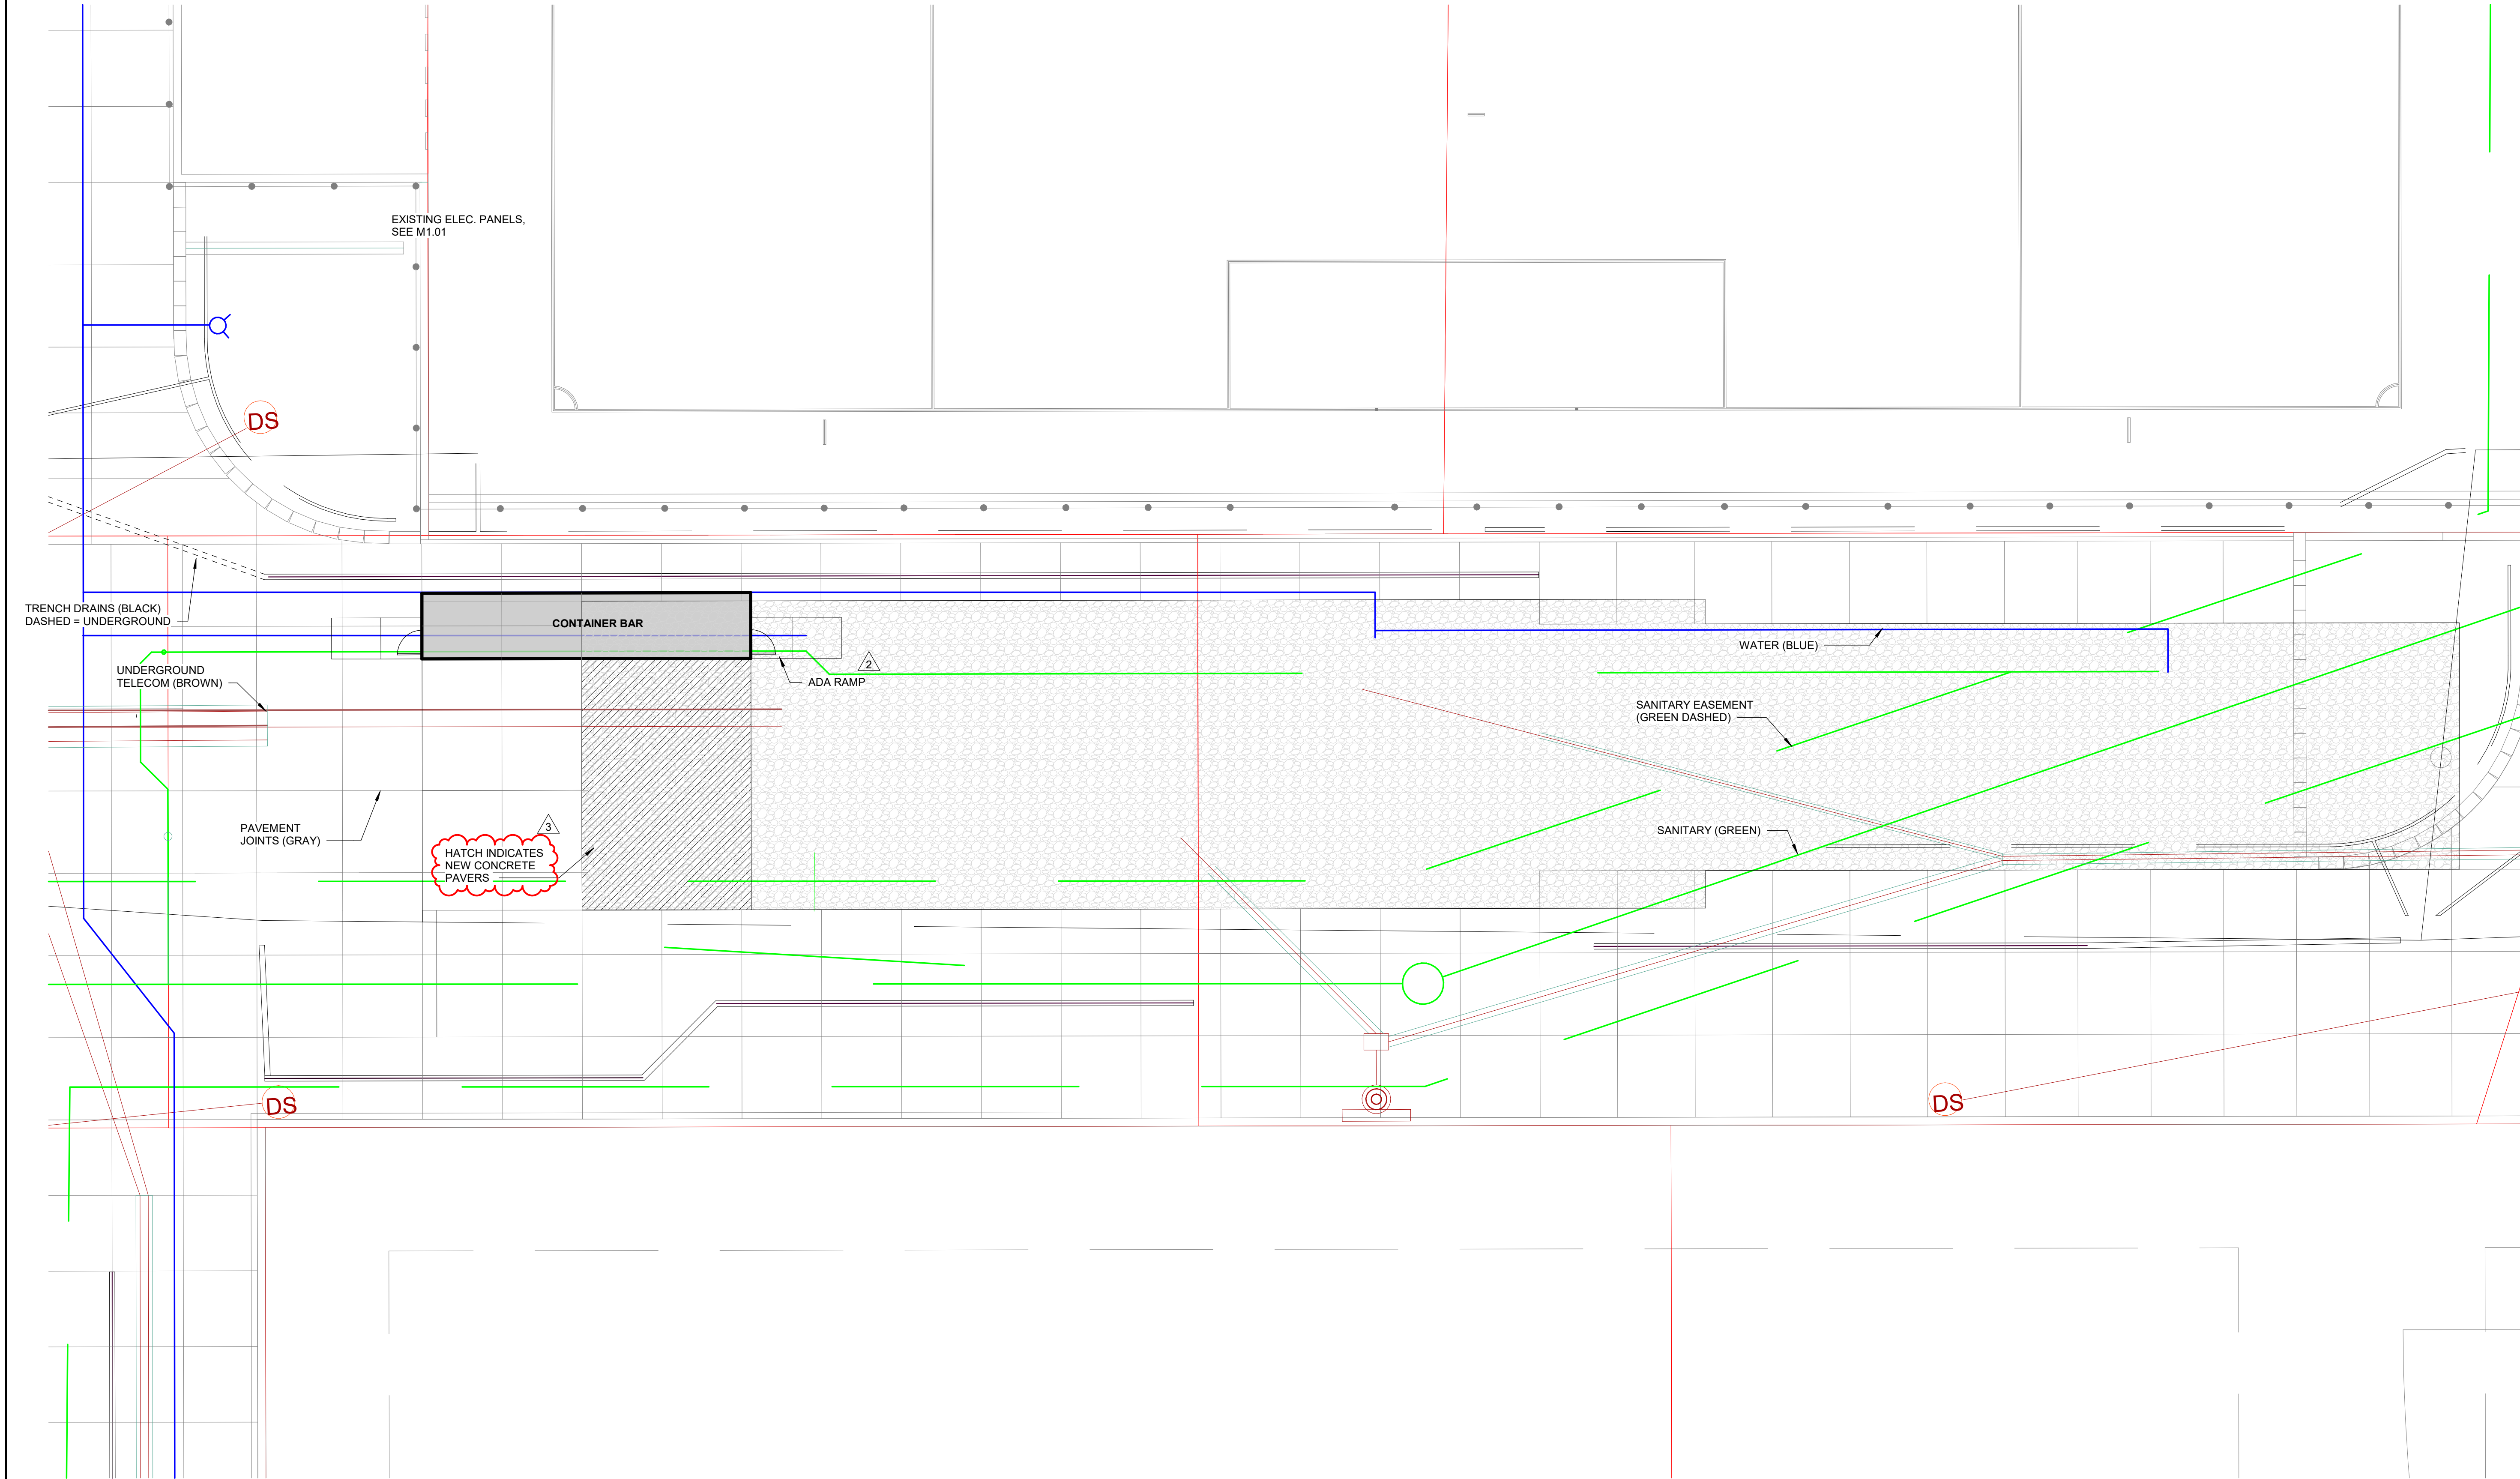 EXISTING ELEC. PANELS,
SEE M1.01
DS
TRENCH DRAINS (BLACK)
DASHED = UNDERGROUND
CONTAINER BAR
WATER (BLUE)
UNDERGROUND
TELECOM (BROWN)
2
ADA RAMP
SANITARY EASEMENT
(GREEN DASHED)
3
PAVEMENT
JOINTS (GRAY)
SANITARY (GREEN)
HATCH INDICATES
NEW CONCRETE
PAVERS
DS
DS